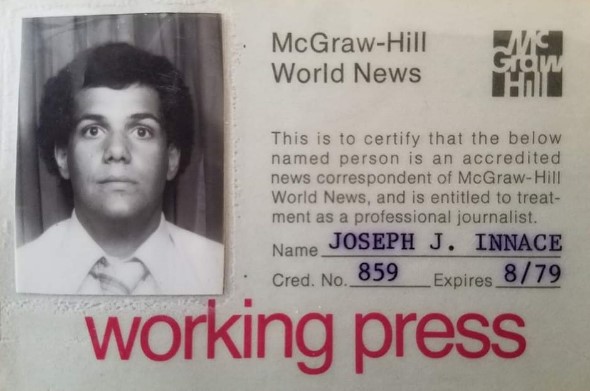 McGraw-Hill
World News
Mc
Graw
Hill
This is to certify that the below
named person is an accredited
news correspondent of McGraw-Hill
World News, and is entitled to treat-
ment as a professional journalist.
Name JOSEPH J. INNACE
Cred. No. 859 Expires 8/79
working press